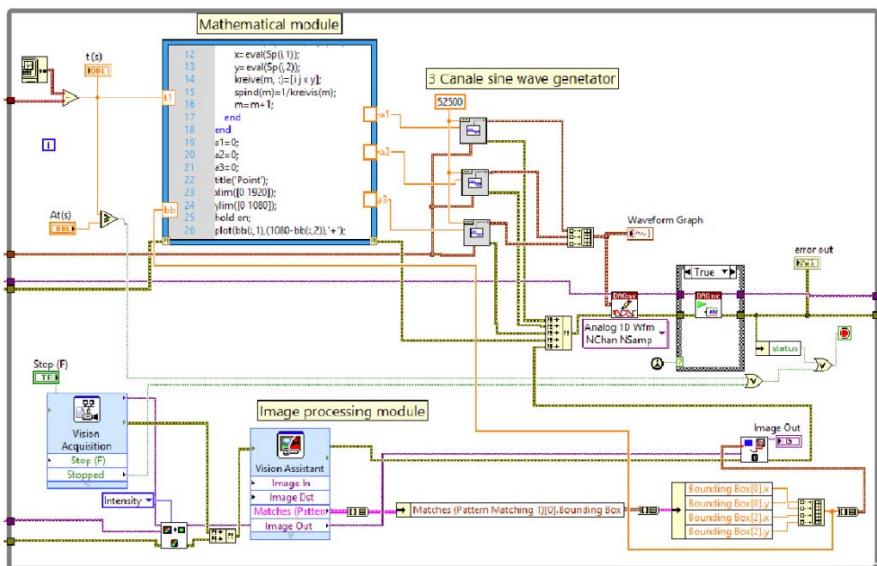 Mathematical module
t(s)
DBL
12 x=eval(Sp(i,1));
13 y=eval(Sp(i,2));
14 kreive(m, :)=[i j x y];
15 spind(m)=1/kreivis(m);
16 m=m+1;
17 end
18 end
19 a1=0;
20 a2=0;
21 a3=0;
22 title('Point');
23 xlim([0 1920]);
24 ylim([0 1080]);
25 hold on;
26 plot(bb(:,1),(1080-bb(:,2)),'+');
t1
bb
a1
a2
a3
i
At(s)
DBL
3 Canale sine wave genetator
52500
Waveform Graph
error out
True
Analog 1D Wfm
NChan NSamp
status
Stop (F)
TF
Vision
Acquisition
Stop (F)
Stopped
Intensity
Image processing module
Vision Assistant
Image In
Image Dst
Matches (Pattern
Image Out
Matches (Pattern Matching 1)[0].Bounding Box
Image Out
Bounding Box[0].x
Bounding Box[0].y
Bounding Box[2].x
Bounding Box[2].y